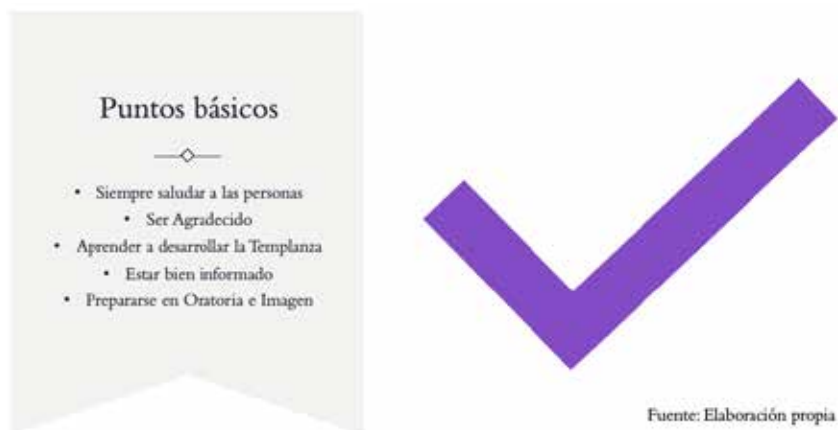 Puntos básicos
• Siempre saludar a las personas
• Ser Agradecido
• Aprender a desarrollar la Templanza
• Estar bien informado
• Prepararse en Oratoria e Imagen
Fuente: Elaboración propia